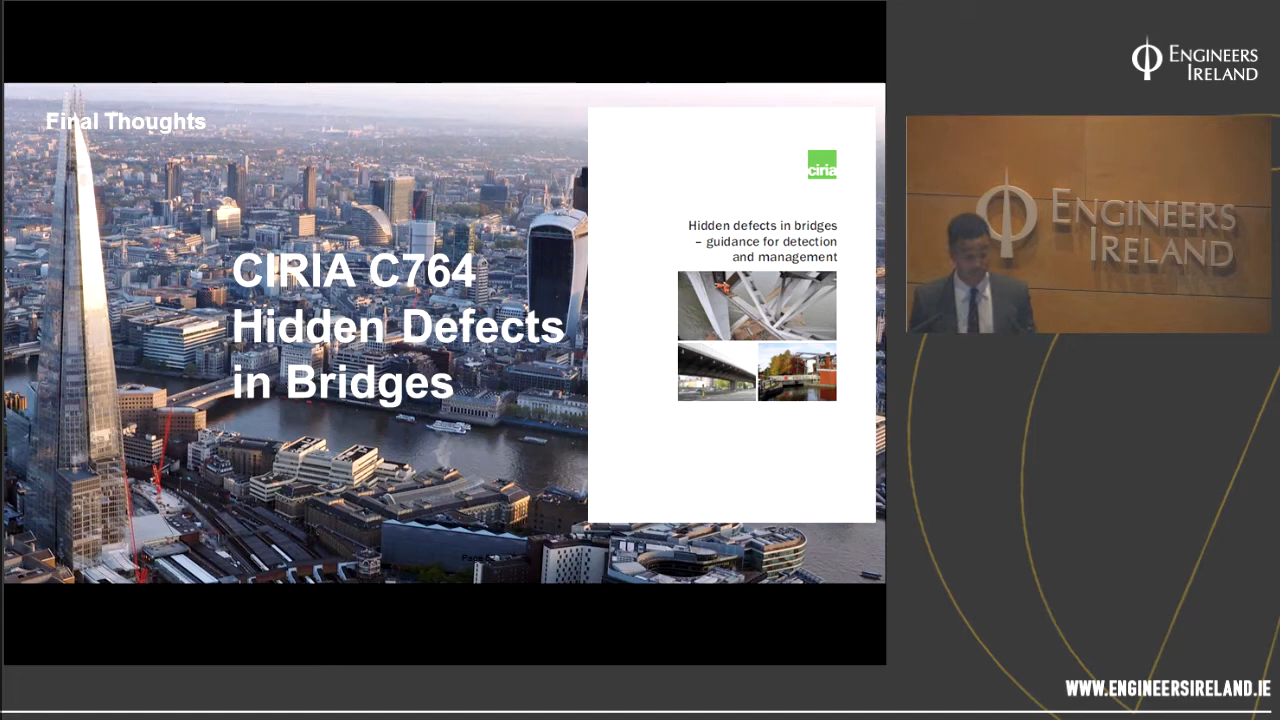 Final Thoughts
CIRIA C764
Hidden Defects
in Bridges
ciria
Hidden defects in bridges
– guidance for detection
and management
ENGINEERS
IRELAND
ENGINEERS
IRELAND
WWW.ENGINEERSIRELAND.IE